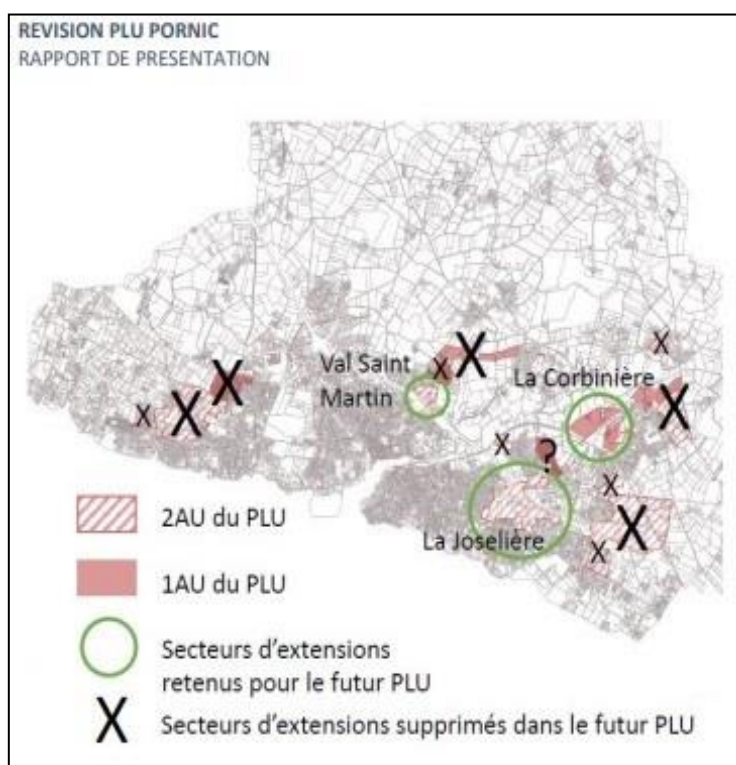 REVISION PLU PORNIC
RAPPORT DE PRESENTATION
Val Saint
Martin
La Corbinière
?
La Joselière
2AU du PLU
1AU du PLU
Secteurs d'extensions
retenus pour le futur PLU
X Secteurs d'extensions supprimés dans le futur PLU